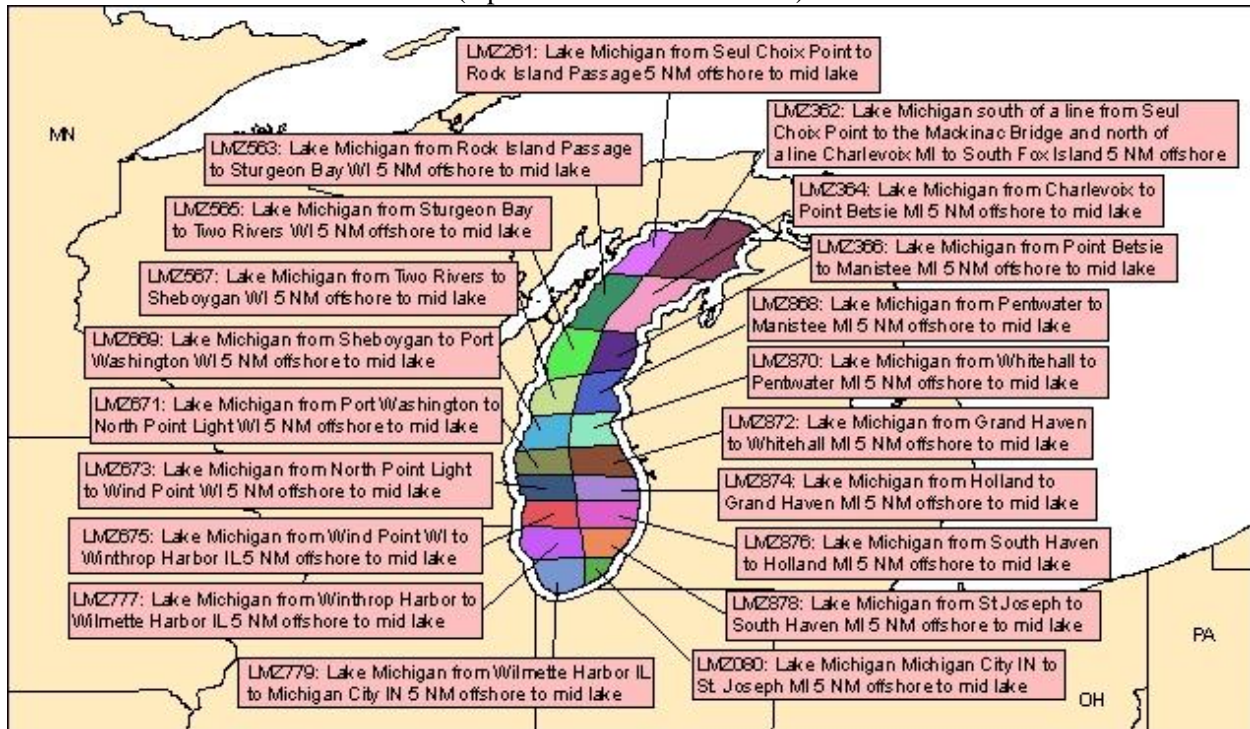 LMZ261: Lake Michigan from Seul Choix Point to
Rock Island Passage 5 NM offshore to mid lake
LMZ362: Lake Michigan south of a line from Seul
Choix Point to the Mackinac Bridge and north of
a line Charlevoix MI to South Fox Island 5 NM offshore
MN
LMZ563: Lake Michigan from Rock Island Passage
to Sturgeon Bay WI 5 NM offshore to mid lake
LMZ364: Lake Michigan from Charlevoix to
Point Betsie MI 5 NM offshore to mid lake
LMZ565: Lake Michigan from Sturgeon Bay
to Two Rivers WI 5 NM offshore to mid lake
LMZ366: Lake Michigan from Point Betsie
to Manistee MI 5 NM offshore to mid lake
LMZ567: Lake Michigan from Two Rivers to
Sheboygan WI 5 NM offshore to mid lake
LMZ868: Lake Michigan from Pentwater to
Manistee MI 5 NM offshore to mid lake
LMZ669: Lake Michigan from Sheboygan to Port
Washington WI 5 NM offshore to mid lake
LMZ870: Lake Michigan from Whitehall to
Pentwater MI 5 NM offshore to mid lake
LMZ671: Lake Michigan from Port Washington to
North Point Light WI 5 NM offshore to mid lake
LMZ872: Lake Michigan from Grand Haven
to Whitehall MI 5 NM offshore to mid lake
LMZ673: Lake Michigan from North Point Light
to Wind Point WI 5 NM offshore to mid lake
LMZ874: Lake Michigan from Holland to
Grand Haven MI 5 NM offshore to mid lake
LMZ675: Lake Michigan from Wind Point WI to
Winthrop Harbor IL 5 NM offshore to mid lake
LMZ876: Lake Michigan from South Haven
to Holland MI 5 NM offshore to mid lake
LMZ777: Lake Michigan from Winthrop Harbor to
Wilmette Harbor IL 5 NM offshore to mid lake
LMZ878: Lake Michigan from St Joseph to
South Haven MI 5 NM offshore to mid lake
PA
LMZ779: Lake Michigan from Wilmette Harbor IL
to Michigan City IN 5 NM offshore to mid lake
LMZ080: Lake Michigan Michigan City IN to
St. Joseph MI 5 NM offshore to mid lake
OH